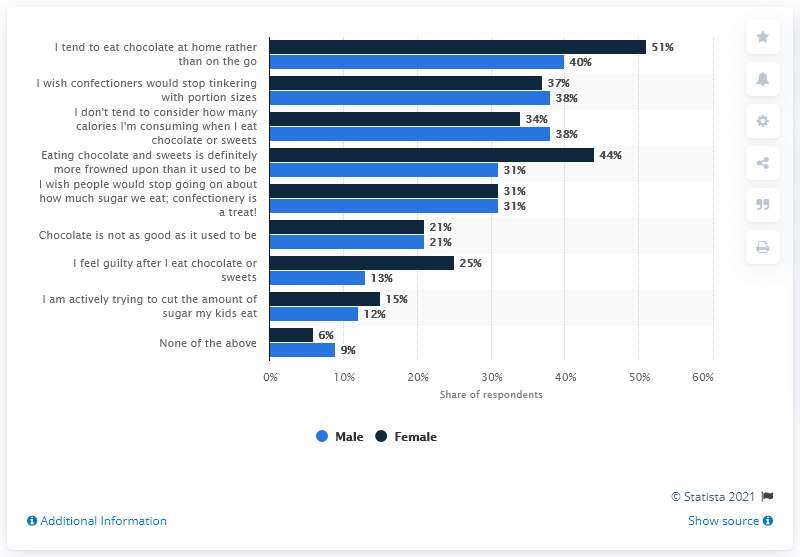 I tend to eat chocolate at home rather
than on the go
51%
40%
I wish confectioners would stop tinkering
with portion sizes
37%
38%
I don't tend to consider how many
calories I'm consuming when I eat
chocolate or sweets
34%
38%
Eating chocolate and sweets is definitely
more frowned upon than it used to be
44%
31%
I wish people would stop going on about
how much sugar we eat; confectionery is
a treat!
31%
31%
Chocolate is not as good as it used to be
21%
21%
I feel guilty after I eat chocolate or
sweets
25%
13%
I am actively trying to cut the amount of
sugar my kids eat
15%
12%
None of the above
6%
9%
0% 10% 20% 30% 40% 50% 60%
Share of respondents
Male Female
© Statista 2021
Additional Information Show source